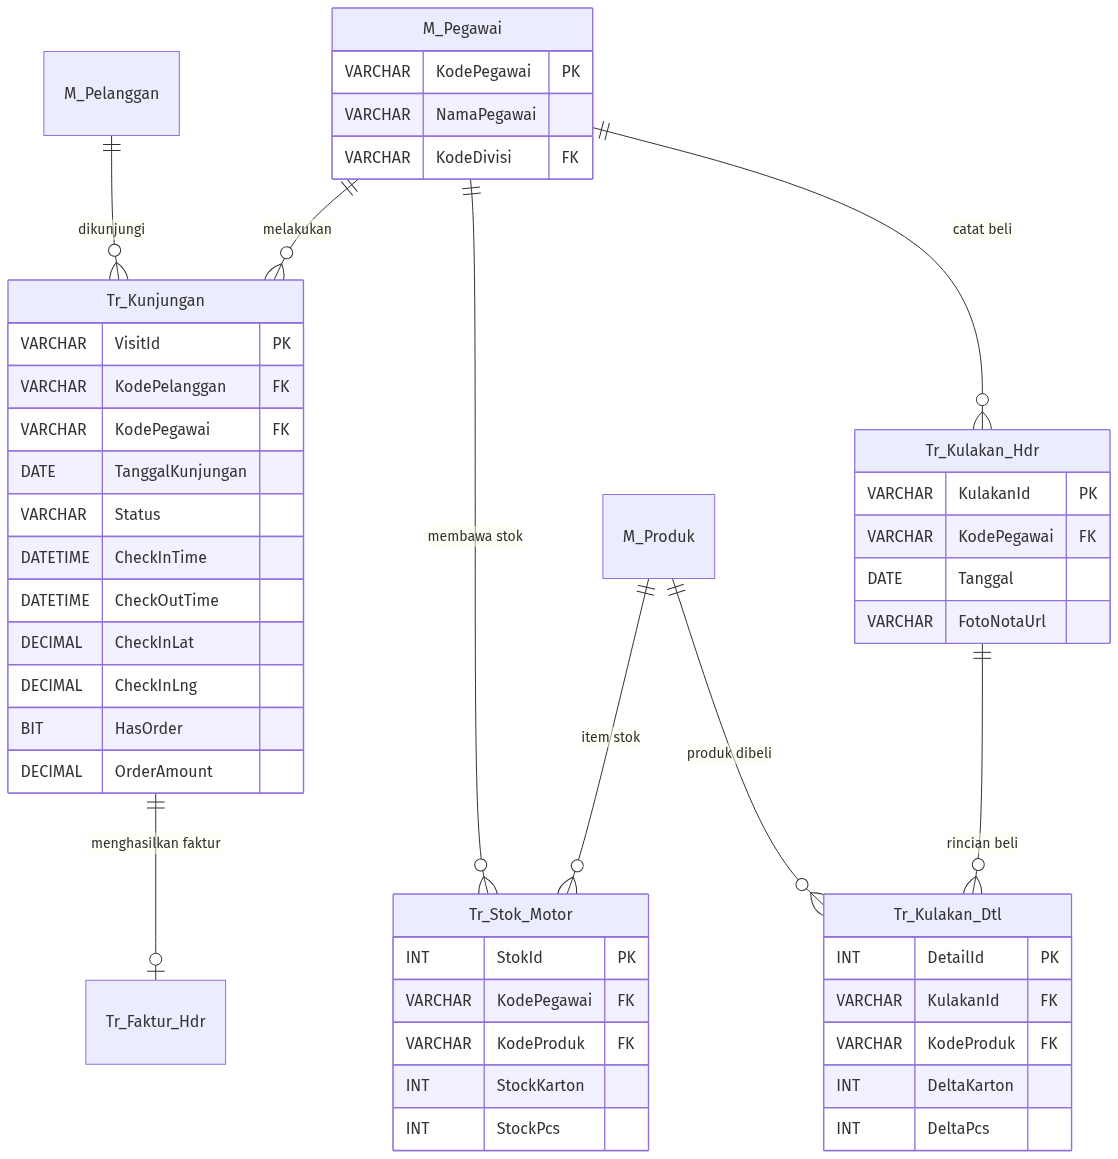 M_Pegawai
VARCHAR KodePegawai PK
VARCHAR NamaPegawai
VARCHAR KodeDivisi FK
M_Pelanggan
dikunjungi
melakukan
catat beli
Tr_Kunjungan
VARCHAR VisitId PK
VARCHAR KodePelanggan FK
VARCHAR KodePegawai FK
DATE TanggalKunjungan
VARCHAR Status
DATETIME CheckInTime
DATETIME CheckOutTime
DECIMAL CheckInLat
DECIMAL CheckInLng
BIT HasOrder
DECIMAL OrderAmount
membawa stok
M_Produk
Tr_Kulakan_Hdr
VARCHAR KulakanId PK
VARCHAR KodePegawai FK
DATE Tanggal
VARCHAR FotoNotaUrl
item stok
produk dibeli
menghasilkan faktur
rincian beli
Tr_Faktur_Hdr
Tr_Stok_Motor
INT StokId PK
VARCHAR KodePegawai FK
VARCHAR KodeProduk FK
INT StockKarton
INT StockPcs
Tr_Kulakan_Dtl
INT DetailId PK
VARCHAR KulakanId FK
VARCHAR KodeProduk FK
INT DeltaKarton
INT DeltaPcs